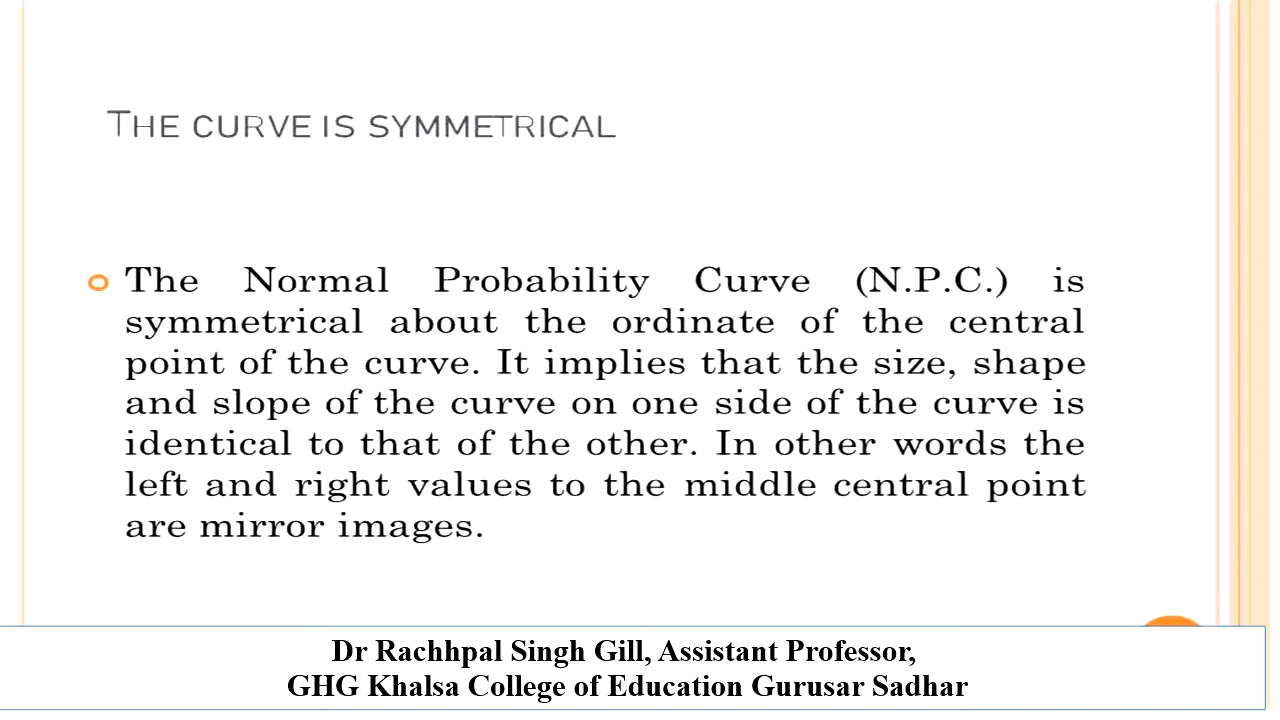 THE CURVE IS SYMMETRICAL
The Normal Probability Curve (N.P.C.) is
symmetrical about the ordinate of the central
point of the curve. It implies that the size, shape
and slope of the curve on one side of the curve is
identical to that of the other. In other words the
left and right values to the middle central point
are mirror images.
Dr Rachhpal Singh Gill, Assistant Professor,
GHG Khalsa College of Education Gurusar Sadhar